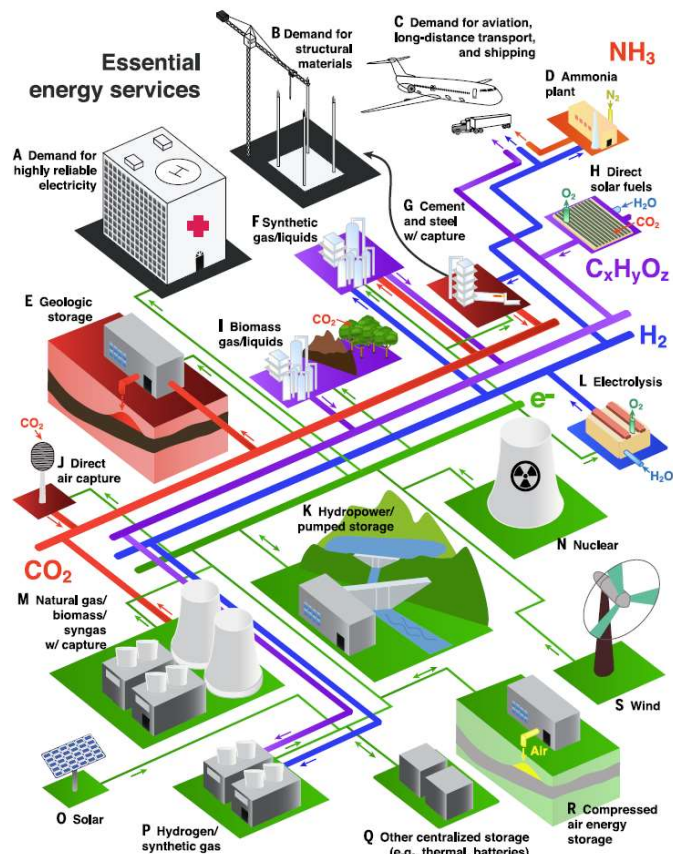 Essential
energy services
A Demand for
highly reliable
electricity
B Demand for
structural
materials
C Demand for aviation,
long-distance transport,
and shipping
NH3
D Ammonia
plant
N2
H Direct
solar fuels
O2
H2O
CO2
CxHyOz
F Synthetic
gas/liquids
G Cement
and steel
w/ capture
E Geologic
storage
I Biomass
gas/liquids
CO2
H2
L Electrolysis
O2
H2O
e-
CO2
J Direct
air capture
K Hydropower/
pumped storage
N Nuclear
CO2
M Natural gas/
biomass/
syngas
w/ capture
S Wind
Air
O Solar
P Hydrogen/
synthetic gas
Q Other centralized storage
(e.g., thermal, batteries)
R Compressed
air energy
storage